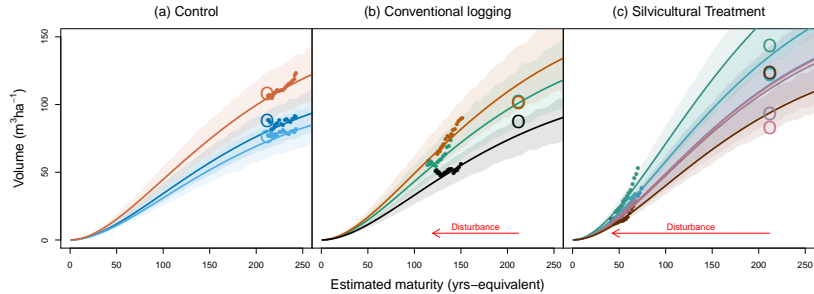 (a) Control
(b) Conventional logging
(c) Silvicultural Treatment
Volume (m³ha⁻¹)
150
100
50
0
Disturbance
Disturbance
0 50 100 150 200 250
0 50 100 150 200 250
0 50 100 150 200 250
Estimated maturity (yrs−equivalent)